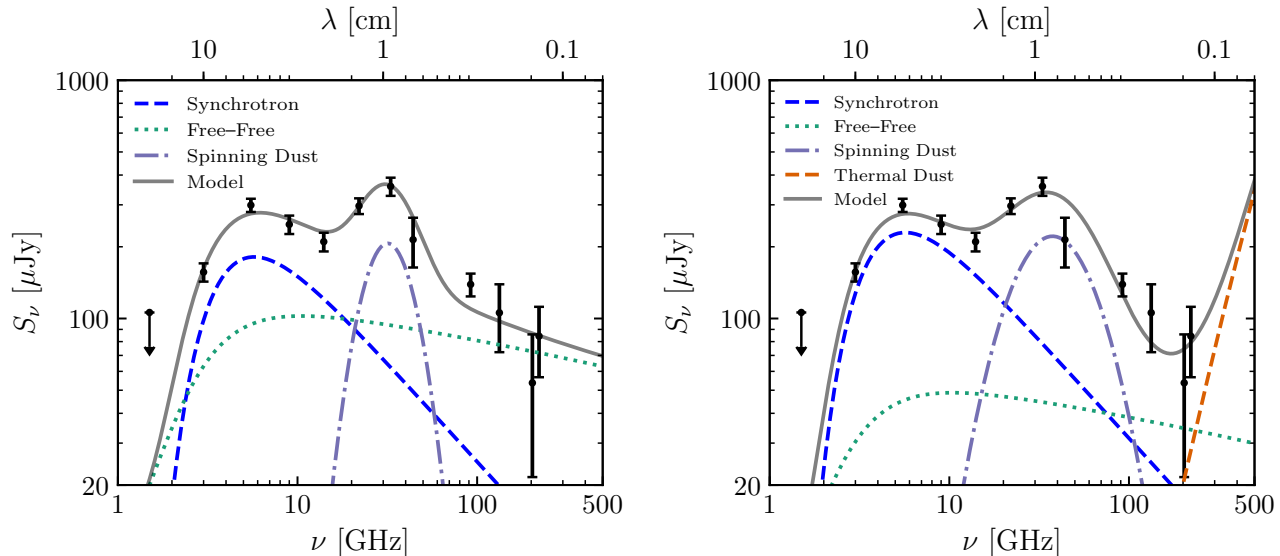 λ [cm]
10 1 0.1
1000
100
20
S_ν [μJy]
Synchrotron
Free–Free
Spinning Dust
Model
1 10 100 500
ν [GHz]
λ [cm]
10 1 0.1
1000
100
20
S_ν [μJy]
Synchrotron
Free–Free
Spinning Dust
Thermal Dust
Model
1 10 100 500
ν [GHz]